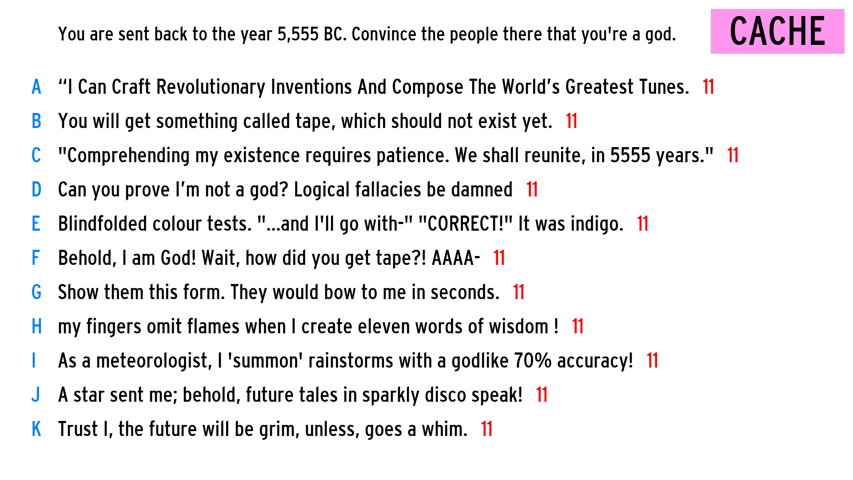 You are sent back to the year 5,555 BC. Convince the people there that you're a god.
CACHE
A “I Can Craft Revolutionary Inventions And Compose The World’s Greatest Tunes. 11
B You will get something called tape, which should not exist yet. 11
C "Comprehending my existence requires patience. We shall reunite, in 5555 years." 11
D Can you prove I’m not a god? Logical fallacies be damned 11
E Blindfolded colour tests. "...and I'll go with-" "CORRECT!" It was indigo. 11
F Behold, I am God! Wait, how did you get tape?! AAAA- 11
G Show them this form. They would bow to me in seconds. 11
H my fingers omit flames when I create eleven words of wisdom ! 11
I As a meteorologist, I 'summon' rainstorms with a godlike 70% accuracy! 11
J A star sent me; behold, future tales in sparkly disco speak! 11
K Trust I, the future will be grim, unless, goes a whim. 11